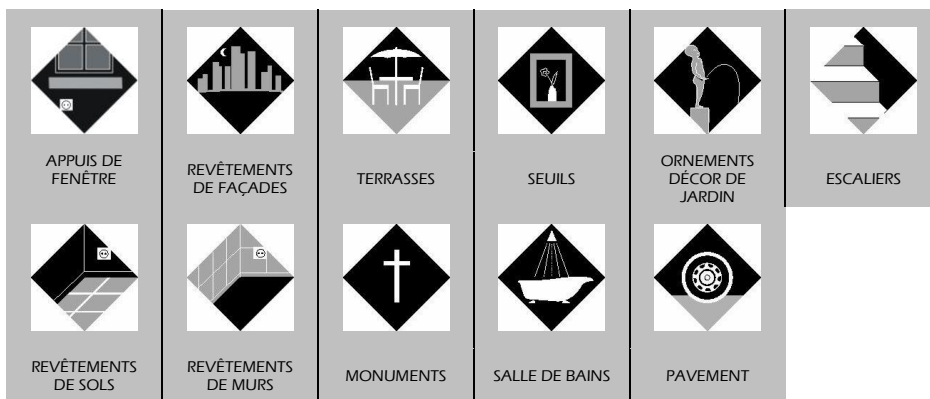 APPUIS DE
FENÊTRE
REVÊTEMENTS
DE FAÇADES
TERRASSES
SEUILS
ORNEMENTS
DÉCOR DE
JARDIN
ESCALIERS
REVÊTEMENTS
DE SOLS
REVÊTEMENTS
DE MURS
MONUMENTS
SALLE DE BAINS
PAVEMENT